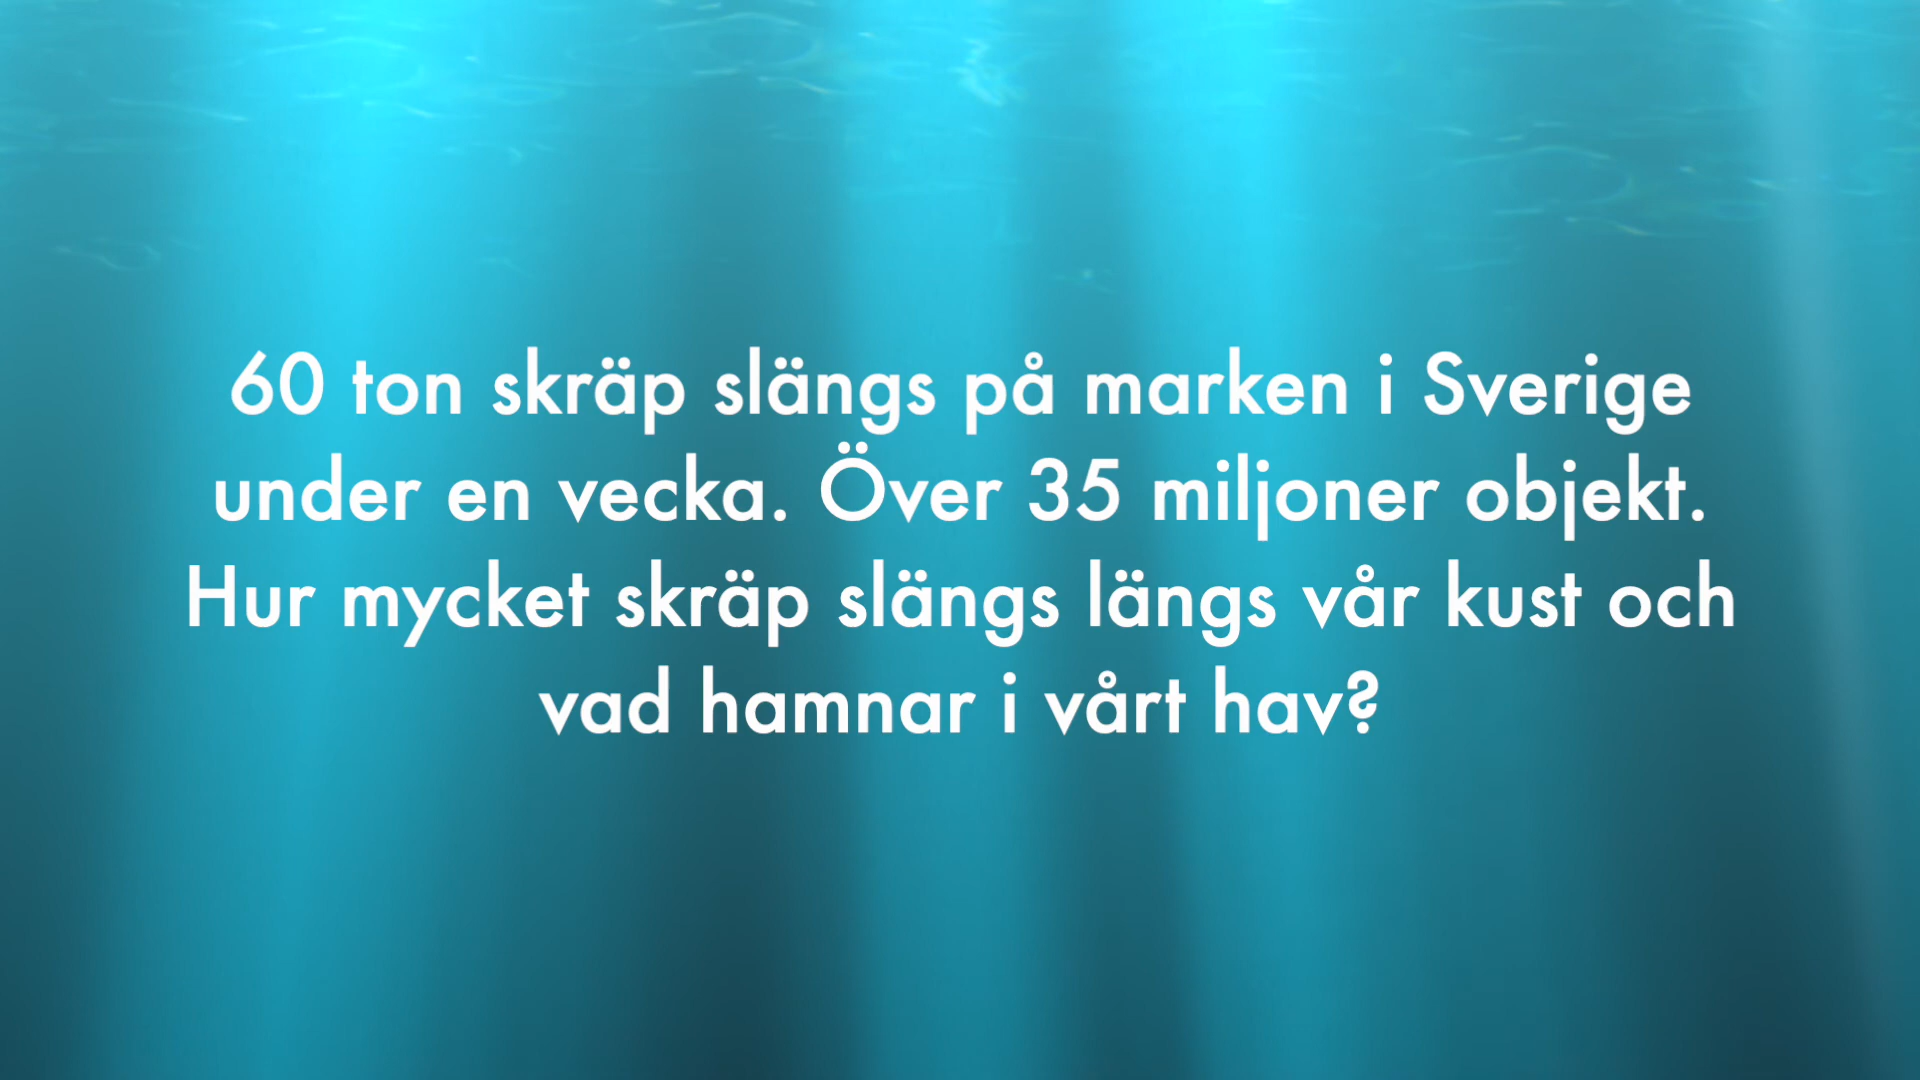 60 ton skräp slängs på marken i Sverige
under en vecka. Över 35 miljoner objekt.
Hur mycket skräp slängs längs vår kust och
vad hamnar i vårt hav?